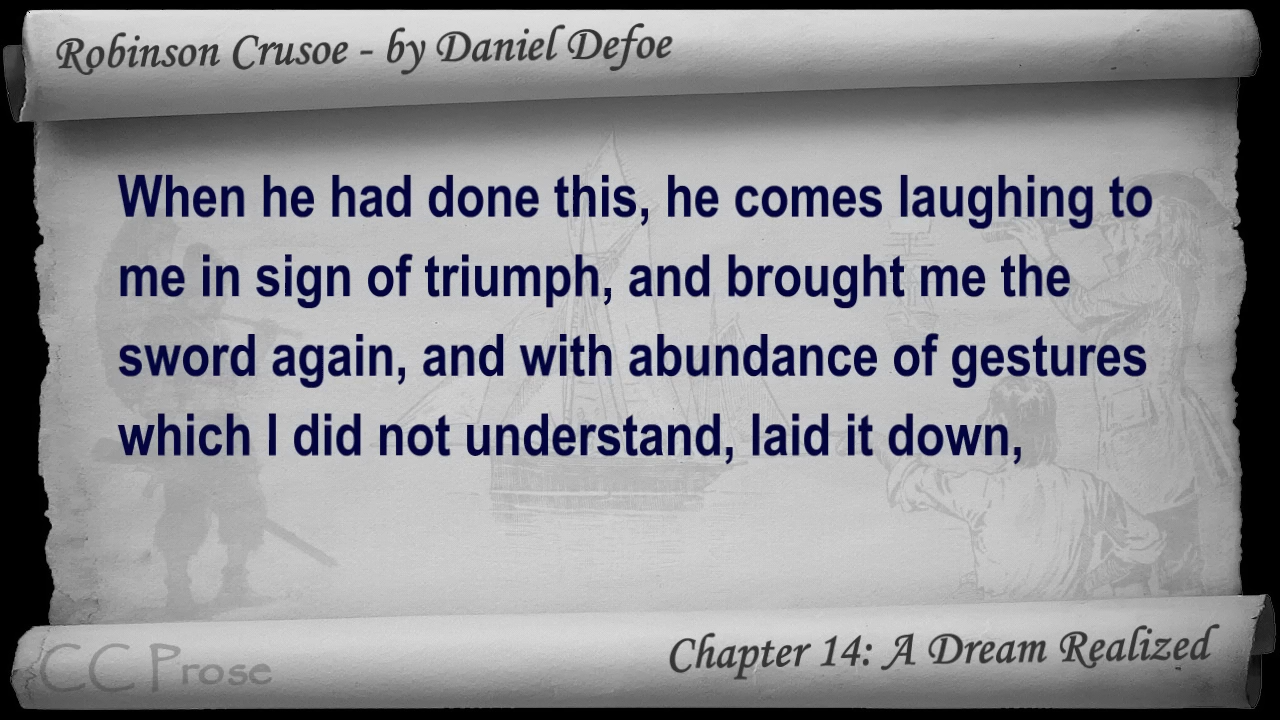 Robinson Crusoe - by Daniel Defoe
When he had done this, he comes laughing to
me in sign of triumph, and brought me the
sword again, and with abundance of gestures
which I did not understand, laid it down,
CC Prose
Chapter 14: A Dream Realized